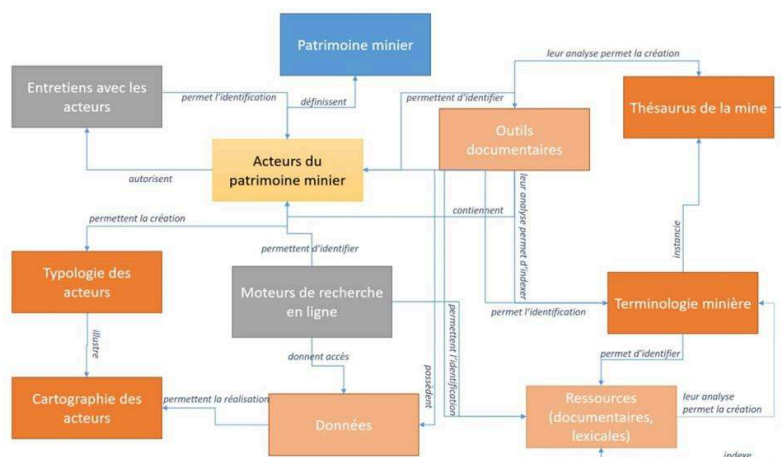 Patrimoine minier
leur analyse permet la création
Entretiens avec les
acteurs
permet l'identification
définissent
permettent d'identifier
Thésaurus de la mine
Outils
documentaires
Acteurs du
patrimoine minier
autorisent
leur analyse permet d'indexer
contiennent
permettent la création
instancie
permettent d'identifier
Typologie des
acteurs
Moteurs de recherche
en ligne
Terminologie minière
permettent l'identification
permet l'identification
illustre
donnent accès
possèdent
permet d'identifier
Cartographie des
acteurs
permettent la réalisation
Données
Ressources
(documentaires,
lexicales)
leur analyse
permet la création
indexe